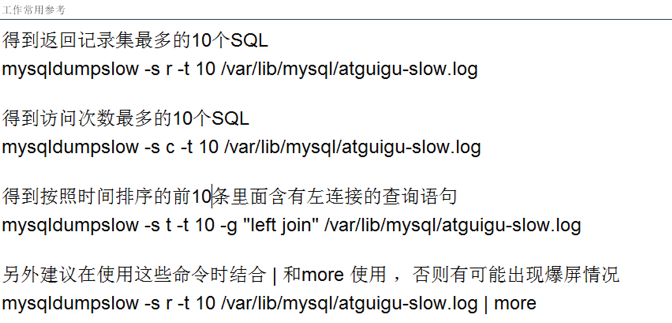 工作常用参考
得到返回记录集最多的10个SQL
mysqldumpslow -s r -t 10 /var/lib/mysql/atguigu-slow.log
得到访问次数最多的10个SQL
mysqldumpslow -s c -t 10 /var/lib/mysql/atguigu-slow.log
得到按照时间排序的前10条里面含有左连接的查询语句
mysqldumpslow -s t -t 10 -g "left join" /var/lib/mysql/atguigu-slow.log
另外建议在使用这些命令时结合 | 和more 使用 ，否则有可能出现爆屏情况
mysqldumpslow -s r -t 10 /var/lib/mysql/atguigu-slow.log | more